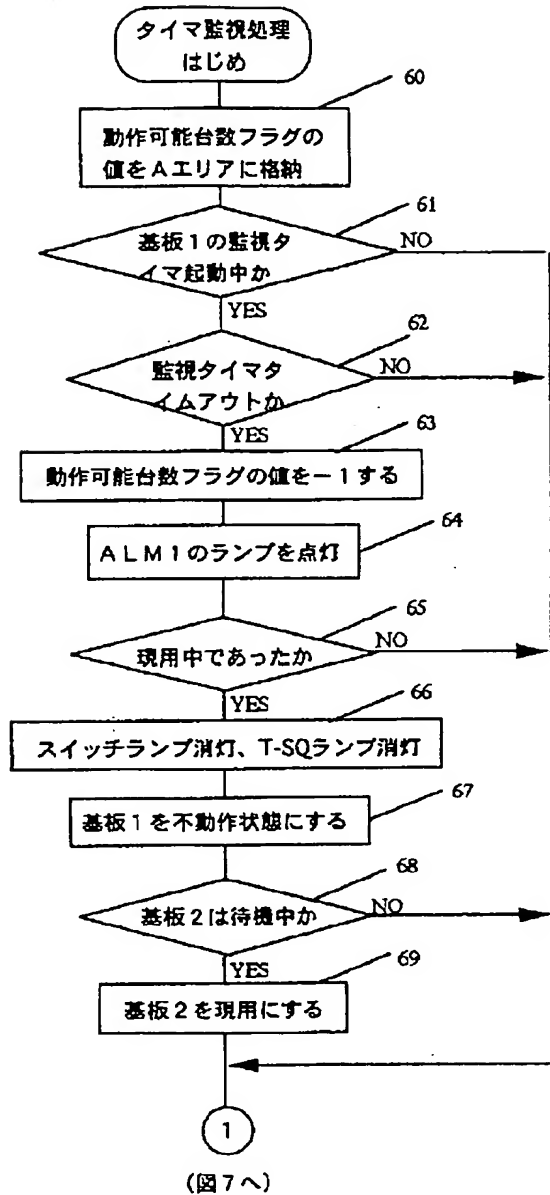 タイマ監視処理
はじめ
60
動作可能台数フラグの
値をAエリアに格納
61
基板1の監視タ
イマ起動中か
NO
YES
62
監視タイマタ
イムアウトか
NO
YES
63
動作可能台数フラグの値を－1する
64
ALM1のランプを点灯
65
現用中であったか
NO
YES
66
スイッチランプ消灯、T-SQランプ消灯
67
基板1を不動作状態にする
68
基板2は待機中か
NO
YES
69
基板2を現用にする
1
(図7へ)